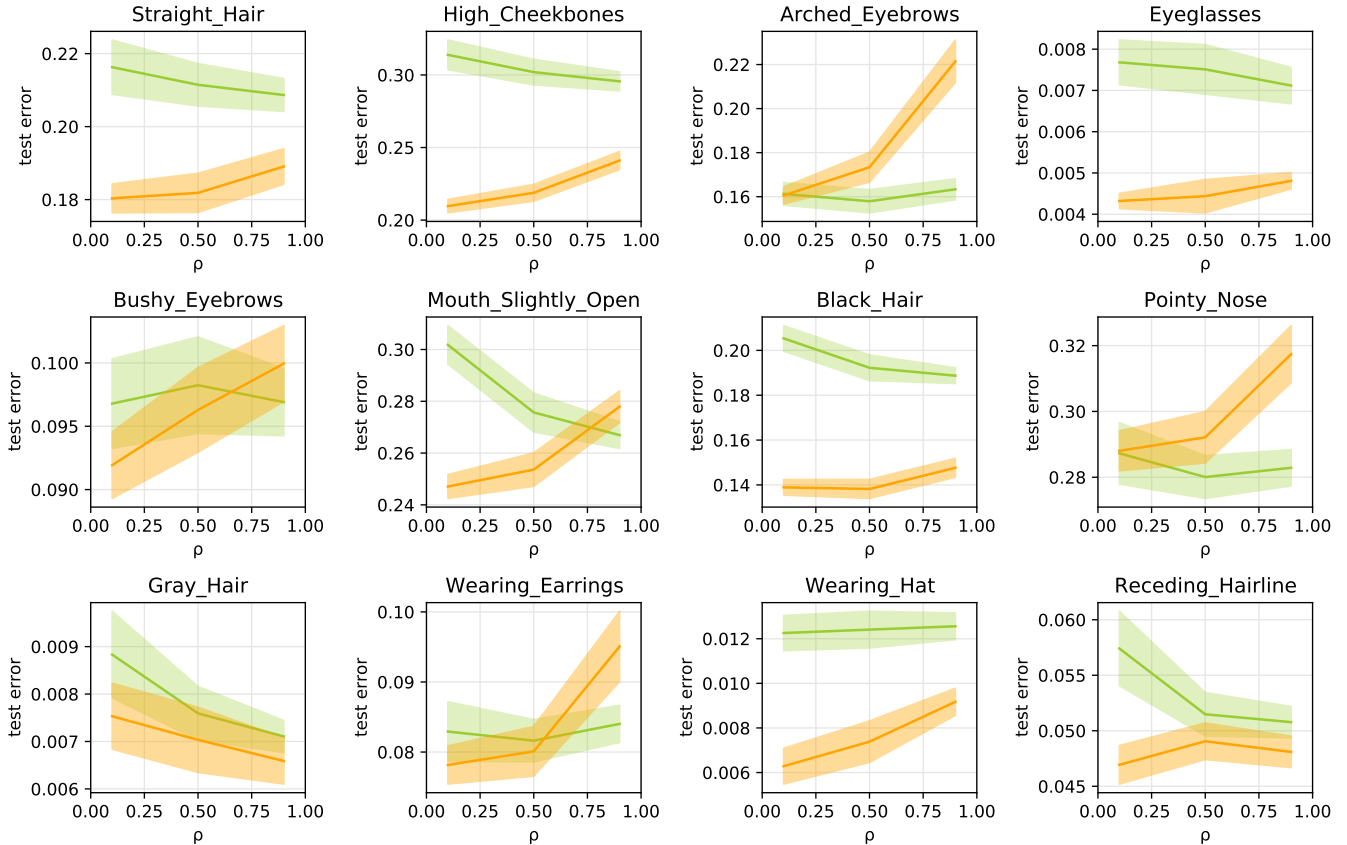 Straight_Hair
High_Cheekbones
Arched_Eyebrows
Eyeglasses
test error
0.22
0.20
0.18
0.00 0.25 0.50 0.75 1.00
ρ
test error
0.30
0.25
0.20
0.00 0.25 0.50 0.75 1.00
ρ
test error
0.22
0.20
0.18
0.16
0.00 0.25 0.50 0.75 1.00
ρ
test error
0.008
0.007
0.006
0.005
0.004
0.00 0.25 0.50 0.75 1.00
ρ
Bushy_Eyebrows
Mouth_Slightly_Open
Black_Hair
Pointy_Nose
test error
0.100
0.095
0.090
0.00 0.25 0.50 0.75 1.00
ρ
test error
0.30
0.28
0.26
0.24
0.00 0.25 0.50 0.75 1.00
ρ
test error
0.20
0.18
0.16
0.14
0.00 0.25 0.50 0.75 1.00
ρ
test error
0.32
0.30
0.28
0.00 0.25 0.50 0.75 1.00
ρ
Gray_Hair
Wearing_Earrings
Wearing_Hat
Receding_Hairline
test error
0.009
0.008
0.007
0.006
0.00 0.25 0.50 0.75 1.00
ρ
test error
0.10
0.09
0.08
0.00 0.25 0.50 0.75 1.00
ρ
test error
0.012
0.010
0.008
0.006
0.00 0.25 0.50 0.75 1.00
ρ
test error
0.060
0.055
0.050
0.045
0.00 0.25 0.50 0.75 1.00
ρ